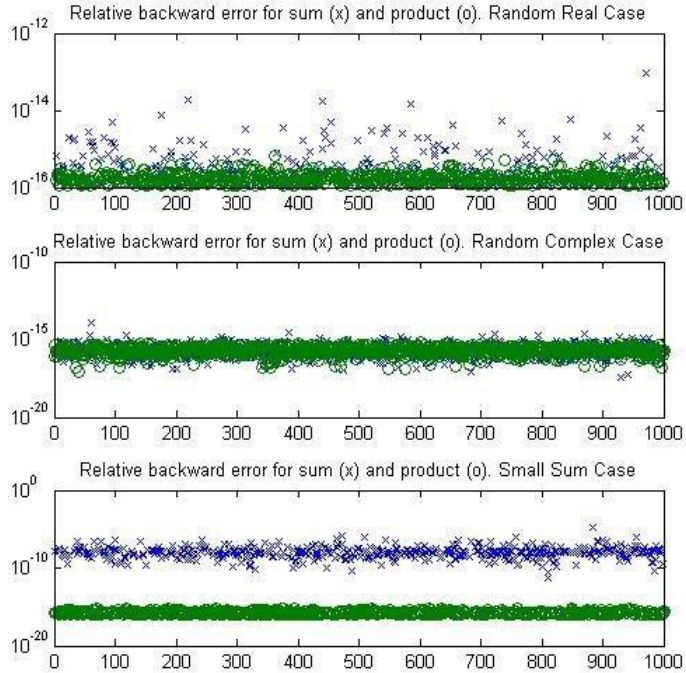 Relative backward error for sum (x) and product (o). Random Real Case
10^-12
10^-14
10^-16
0 100 200 300 400 500 600 700 800 900 1000
Relative backward error for sum (x) and product (o). Random Complex Case
10^-10
10^-15
10^-20
0 100 200 300 400 500 600 700 800 900 1000
Relative backward error for sum (x) and product (o). Small Sum Case
10^0
10^-10
10^-20
0 100 200 300 400 500 600 700 800 900 1000